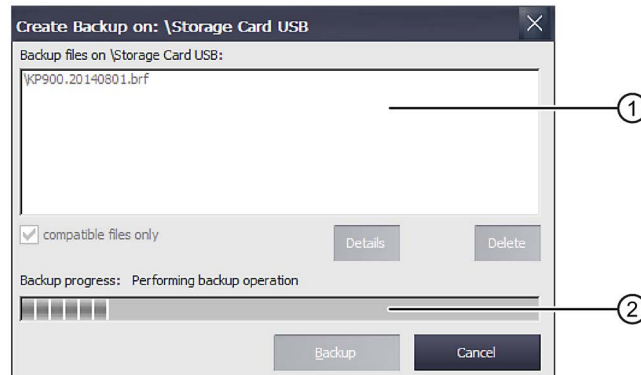 Create Backup on: \Storage Card USB
Backup files on \Storage Card USB:
\KP900.20140801.brf
1
compatible files only
Details
Delete
Backup progress: Performing backup operation
2
Backup
Cancel